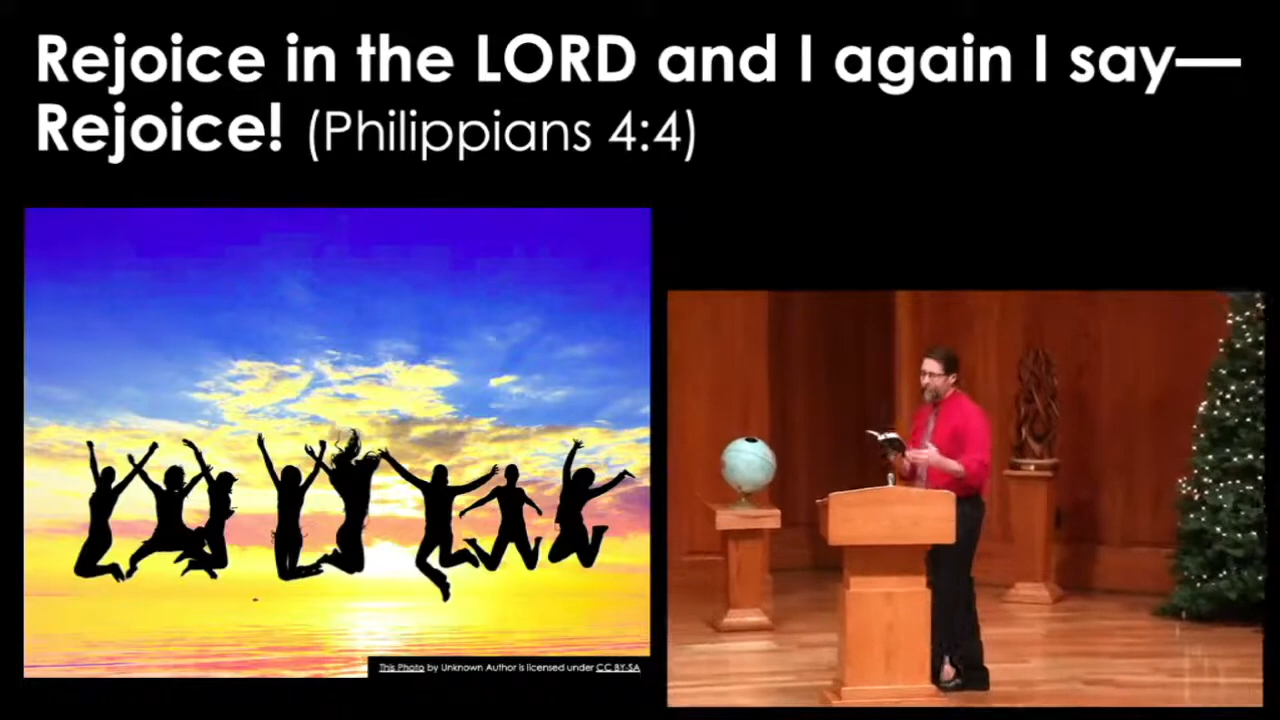 Rejoice in the LORD and I again I say—
Rejoice! (Philippians 4:4)
This Photo by Unknown Author is licensed under CC BY-SA